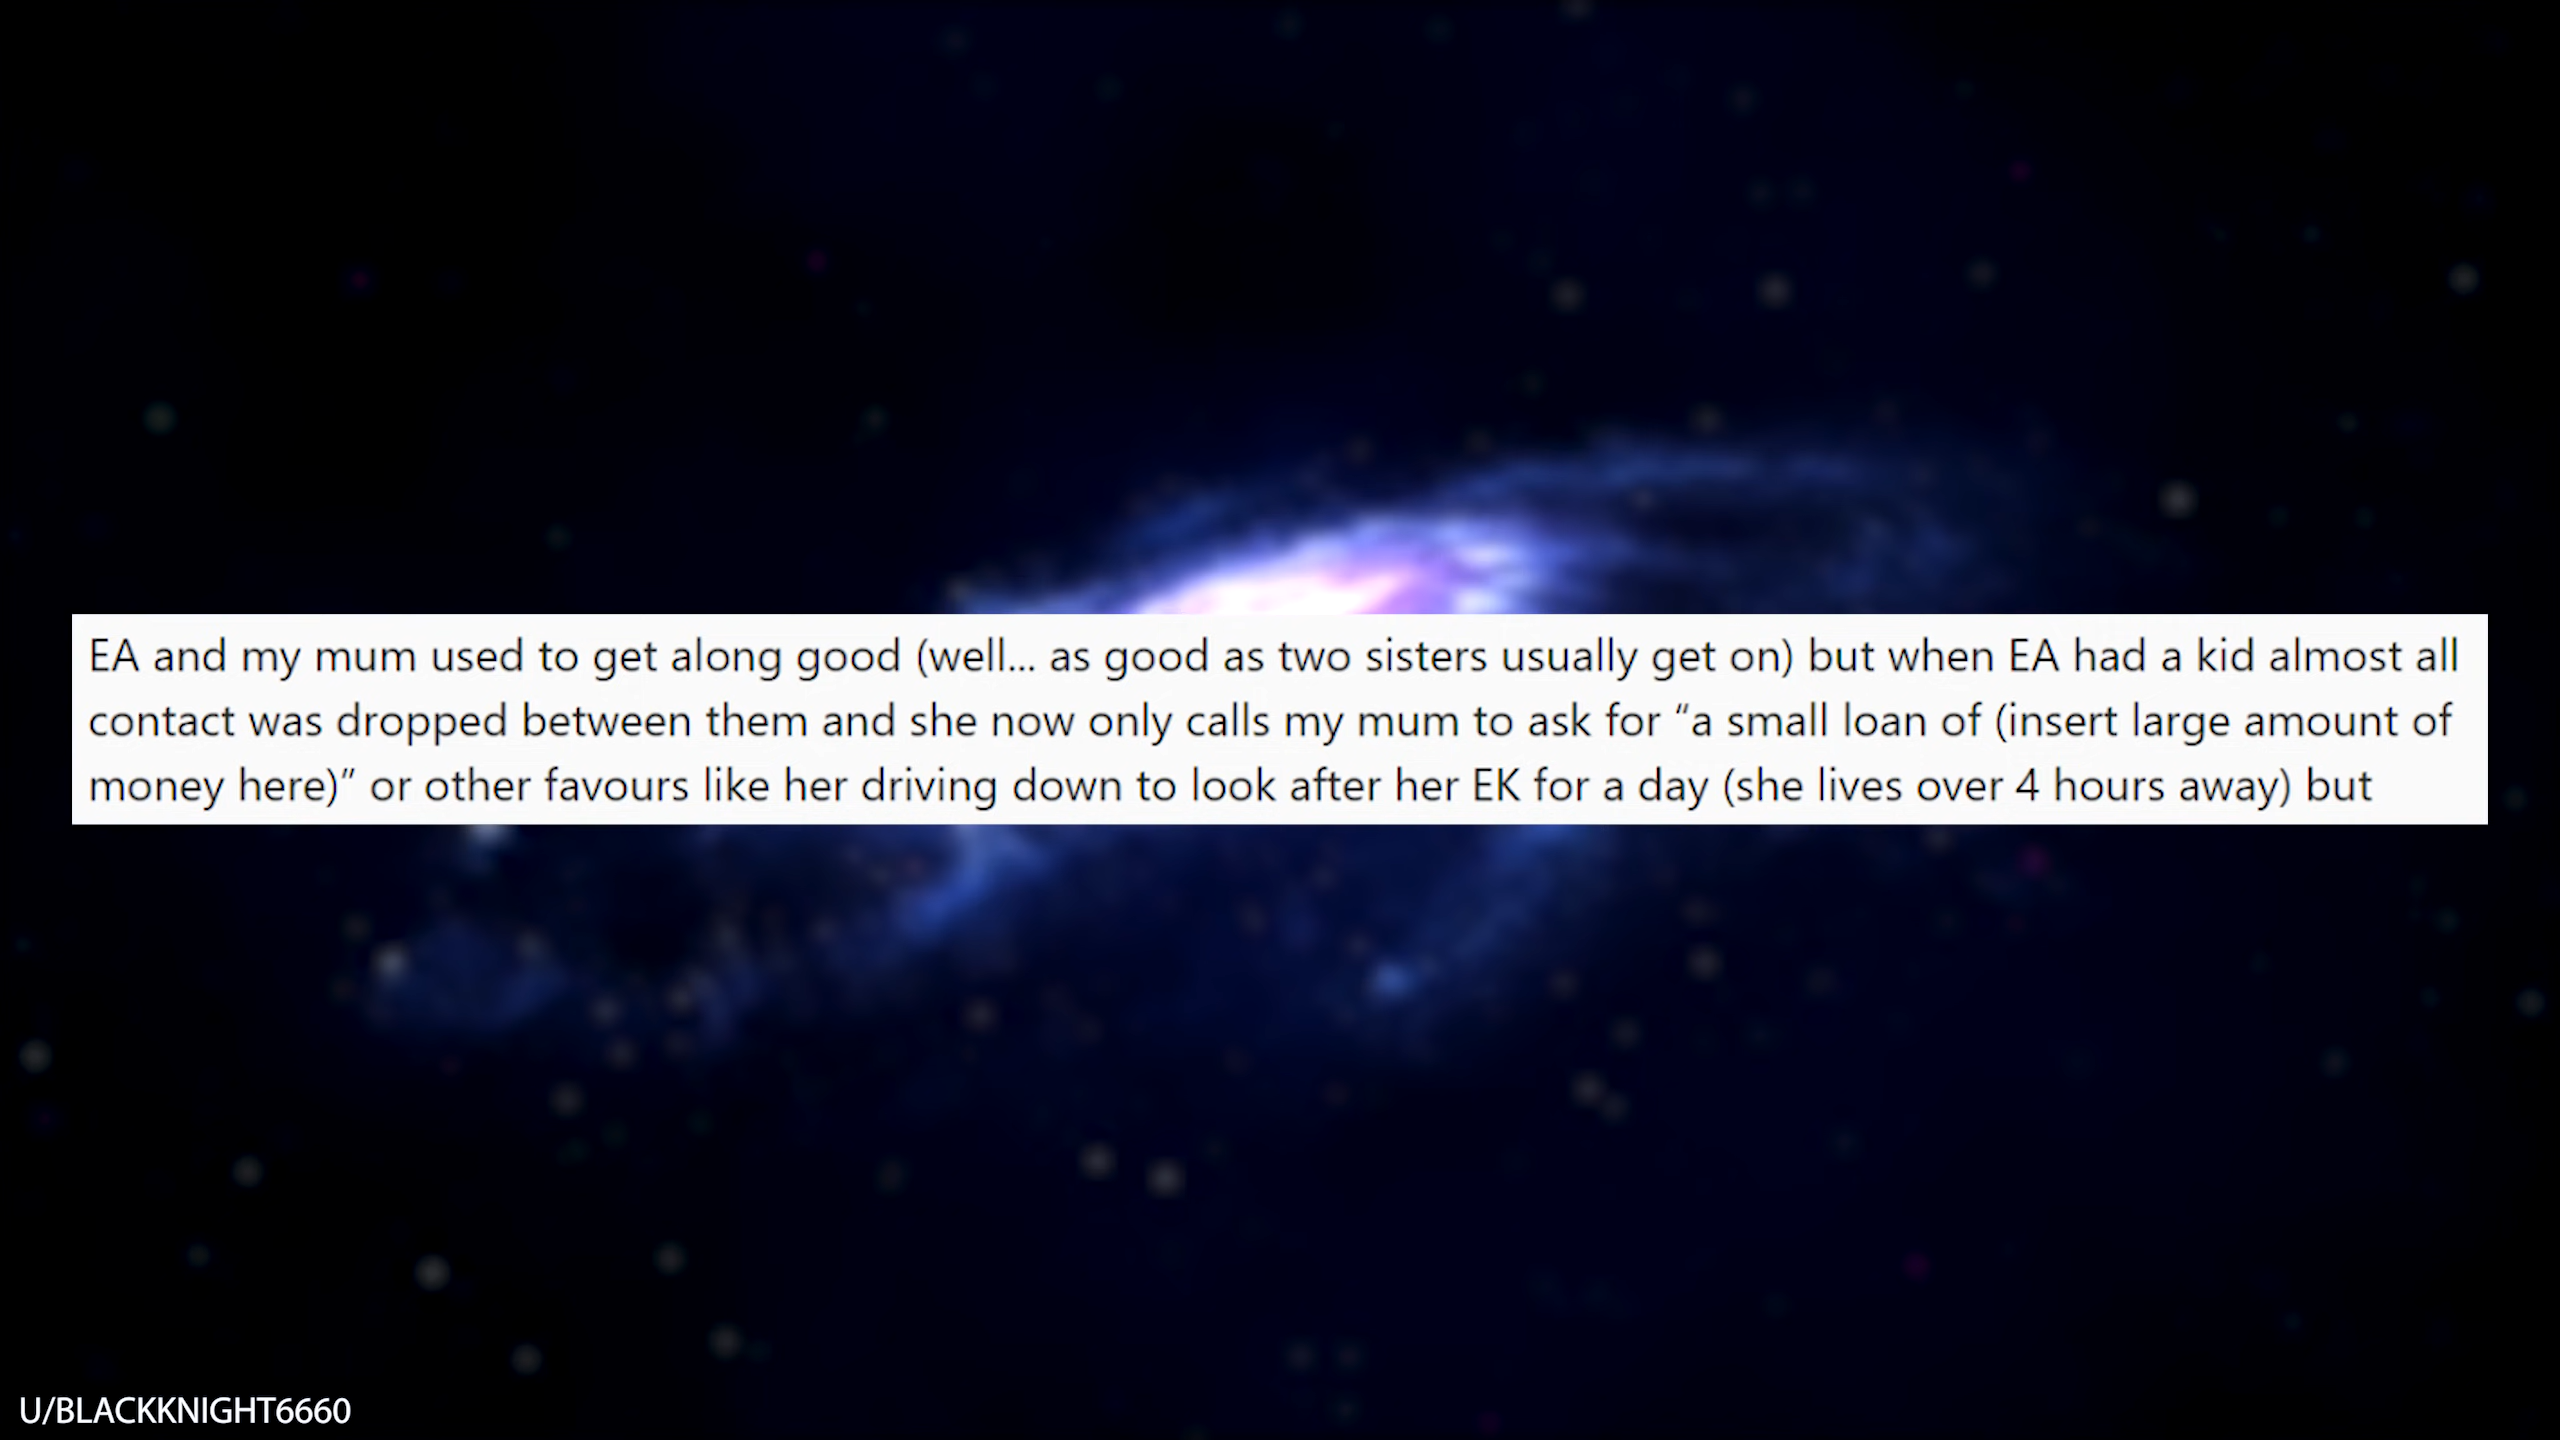 EA and my mum used to get along good (well... as good as two sisters usually get on) but when EA had a kid almost all
contact was dropped between them and she now only calls my mum to ask for “a small loan of (insert large amount of
money here)” or other favours like her driving down to look after her EK for a day (she lives over 4 hours away) but
U/BLACKKNIGHT6660